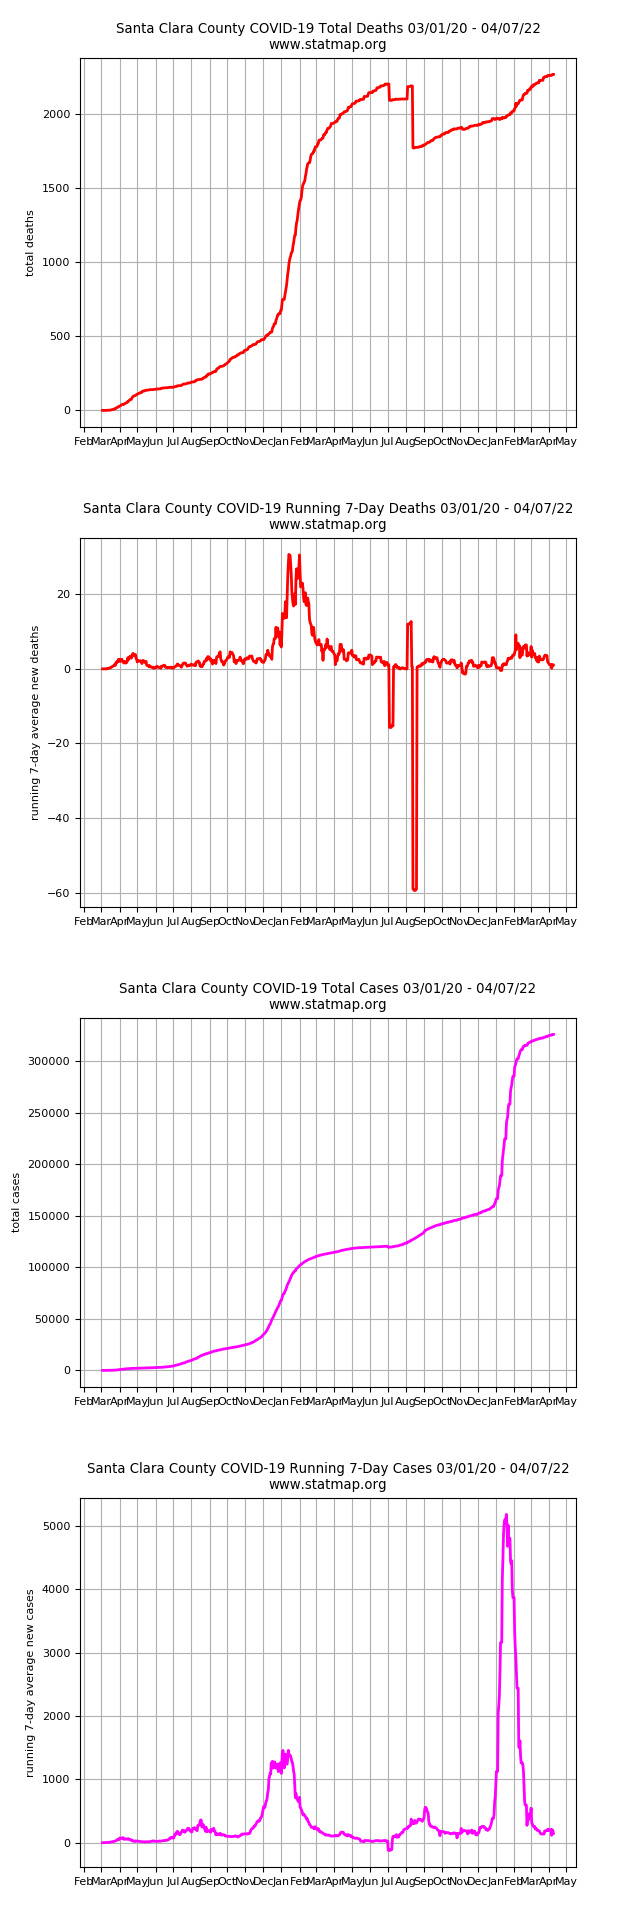 Santa Clara County COVID-19 Total Deaths 03/01/20 - 04/07/22
www.statmap.org
total deaths
2000
1500
1000
500
0
Feb Mar Apr May Jun Jul Aug Sep Oct Nov Dec Jan Feb Mar Apr May Jun Jul Aug Sep Oct Nov Dec Jan Feb Mar Apr May
Santa Clara County COVID-19 Running 7-Day Deaths 03/01/20 - 04/07/22
www.statmap.org
running 7-day average new deaths
20
0
−20
−40
−60
Feb Mar Apr May Jun Jul Aug Sep Oct Nov Dec Jan Feb Mar Apr May Jun Jul Aug Sep Oct Nov Dec Jan Feb Mar Apr May
Santa Clara County COVID-19 Total Cases 03/01/20 - 04/07/22
www.statmap.org
total cases
300000
250000
200000
150000
100000
50000
0
Feb Mar Apr May Jun Jul Aug Sep Oct Nov Dec Jan Feb Mar Apr May Jun Jul Aug Sep Oct Nov Dec Jan Feb Mar Apr May
Santa Clara County COVID-19 Running 7-Day Cases 03/01/20 - 04/07/22
www.statmap.org
running 7-day average new cases
5000
4000
3000
2000
1000
0
Feb Mar Apr May Jun Jul Aug Sep Oct Nov Dec Jan Feb Mar Apr May Jun Jul Aug Sep Oct Nov Dec Jan Feb Mar Apr May